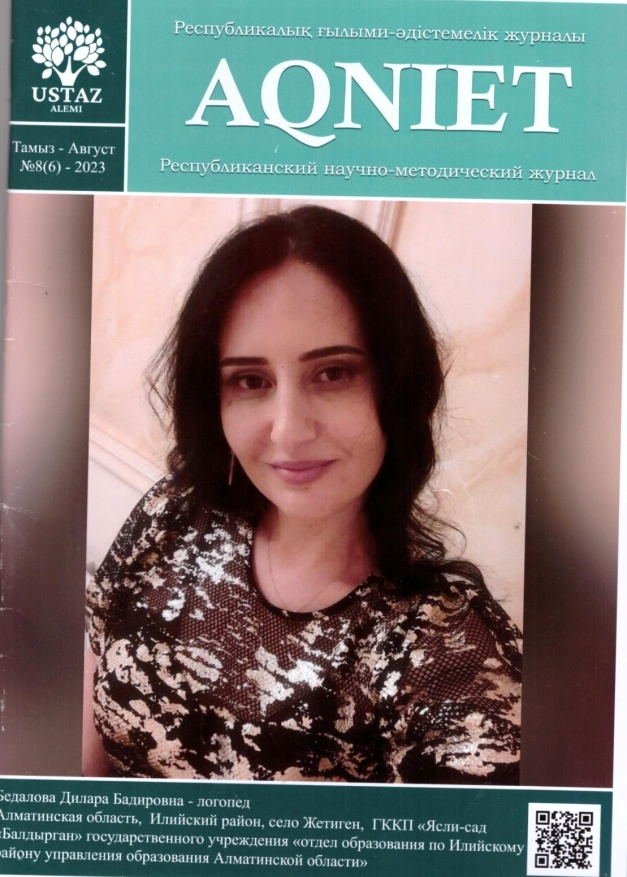 USTAZ
ALEMI
Тамыз - Август
№8(6) - 2023
Республикалық ғылыми-әдістемелік журналы
AQNIET
Республиканский научно-методический журнал
Бедалова Дилара Бадировна - логопед
Алматинская область, Илийский район, село Жетиген, ГККП «Ясли-сад
«Балдырган» государственного учреждения «отдел образования по Илийскому
району управления образования Алматинской области»